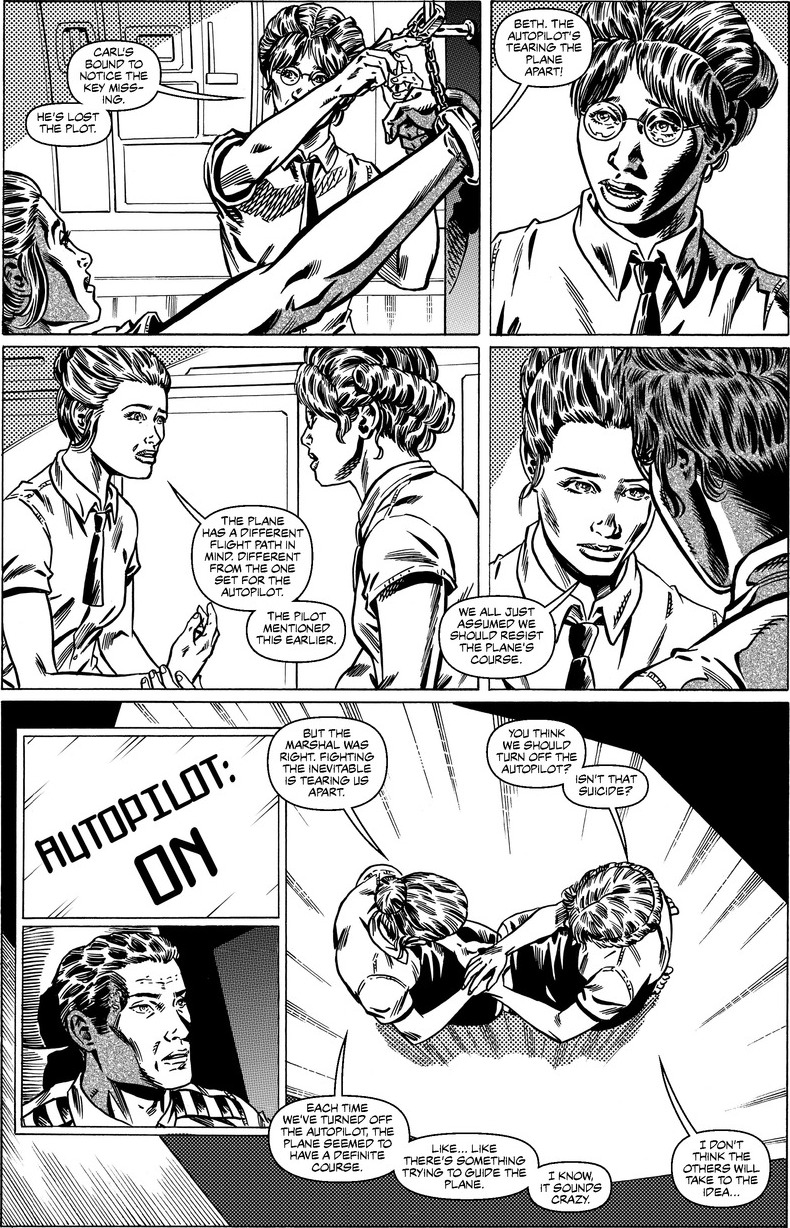 CARL'S
BOUND TO
NOTICE THE
KEY MISS-
ING.
HE'S LOST
THE PLOT.
BETH. THE
AUTOPILOT'S
TEARING THE
PLANE
APART!
THE PLANE
HAS A DIFFERENT
FLIGHT PATH IN
MIND. DIFFERENT
FROM THE ONE
SET FOR THE
AUTOPILOT.
THE PILOT
MENTIONED
THIS EARLIER.
WE ALL JUST
ASSUMED WE
SHOULD RESIST
THE PLANE'S
COURSE.
AUTOPILOT:
ON
BUT THE
MARSHAL WAS
RIGHT. FIGHTING
THE INEVITABLE
IS TEARING US
APART.
YOU THINK
WE SHOULD
TURN OFF THE
AUTOPILOT?
ISN'T THAT
SUICIDE?
EACH TIME
WE'VE TURNED OFF
THE AUTOPILOT, THE
PLANE SEEMED TO
HAVE A DEFINITE
COURSE.
LIKE... LIKE
THERE'S SOMETHING
TRYING TO GUIDE THE
PLANE.
I KNOW,
IT SOUNDS
CRAZY.
I DON'T
THINK THE
OTHERS WILL
TAKE TO THE
IDEA...